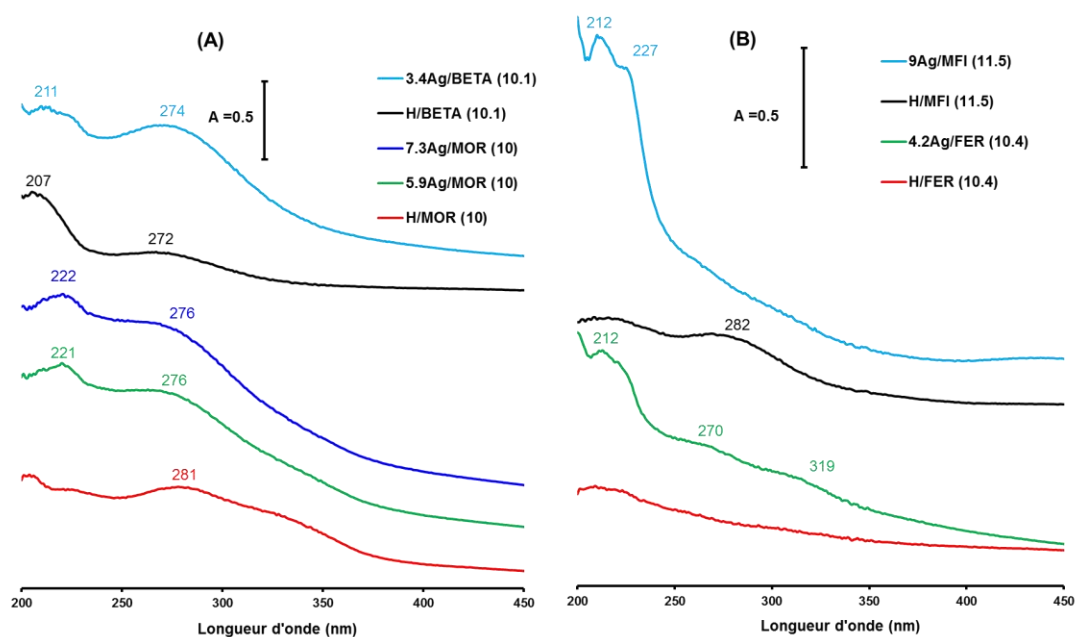 (A)
3.4Ag/BETA (10.1)
H/BETA (10.1)
7.3Ag/MOR (10)
5.9Ag/MOR (10)
H/MOR (10)
A =0.5
211
274
207
272
222
276
221
276
281
200 250 300 350 400 450
Longueur d'onde (nm)
(B)
9Ag/MFI (11.5)
H/MFI (11.5)
4.2Ag/FER (10.4)
H/FER (10.4)
A =0.5
212
227
282
212
270
319
200 250 300 350 400 450
Longueur d'onde (nm)